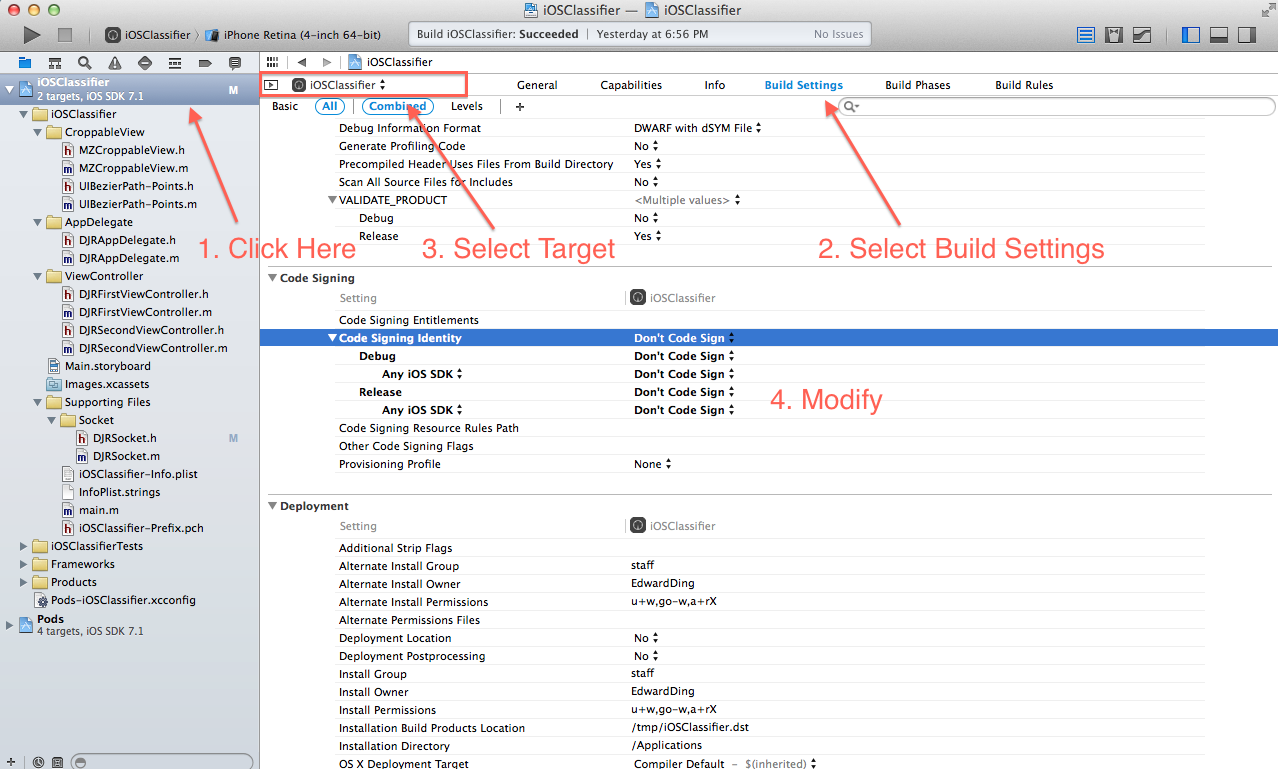 iOSClassifier — iOSClassifier
iOSClassifier 〉 iPhone Retina (4-inch 64-bit)
Build iOSClassifier: Succeeded | Yesterday at 6:56 PM No Issues
iOSClassifier
iOSClassifier
2 targets, iOS SDK 7.1 M
iOSClassifier
CroppableView
MZCroppableView.h
MZCroppableView.m
UIBezierPath-Points.h
UIBezierPath-Points.m
AppDelegate
DJRAppDelegate.h
DJRAppDelegate.m
ViewController
DJRFirstViewController.h
DJRFirstViewController.m
DJRSecondViewController.h
DJRSecondViewController.m
Main.storyboard
Images.xcassets
Supporting Files
Socket
DJRSocket.h M
DJRSocket.m
iOSClassifier-Info.plist
InfoPlist.strings
main.m
iOSClassifier-Prefix.pch
iOSClassifierTests
Frameworks
Products
Pods-iOSClassifier.xcconfig
Pods
4 targets, iOS SDK 7.1
iOSClassifier General Capabilities Info Build Settings Build Phases Build Rules
Basic All Combined Levels +
Debug Information Format DWARF with dSYM File
Generate Profiling Code No
Precompiled Header Uses Files From Build Directory Yes
Scan All Source Files for Includes No
VALIDATE_PRODUCT <Multiple values>
Debug No
Release Yes
1. Click Here 3. Select Target 2. Select Build Settings
Code Signing
Setting iOSClassifier
Code Signing Entitlements
Code Signing Identity Don't Code Sign
Debug Don't Code Sign
Any iOS SDK Don't Code Sign
Release Don't Code Sign
Any iOS SDK Don't Code Sign
4. Modify
Code Signing Resource Rules Path
Other Code Signing Flags
Provisioning Profile None
Deployment
Setting iOSClassifier
Additional Strip Flags
Alternate Install Group staff
Alternate Install Owner EdwardDing
Alternate Install Permissions u+w,go-w,a+rX
Alternate Permissions Files
Deployment Location No
Deployment Postprocessing No
Install Group staff
Install Owner EdwardDing
Install Permissions u+w,go-w,a+rX
Installation Build Products Location /tmp/iOSClassifier.dst
Installation Directory /Applications
OS X Deployment Target Compiler Default – $(inherited)